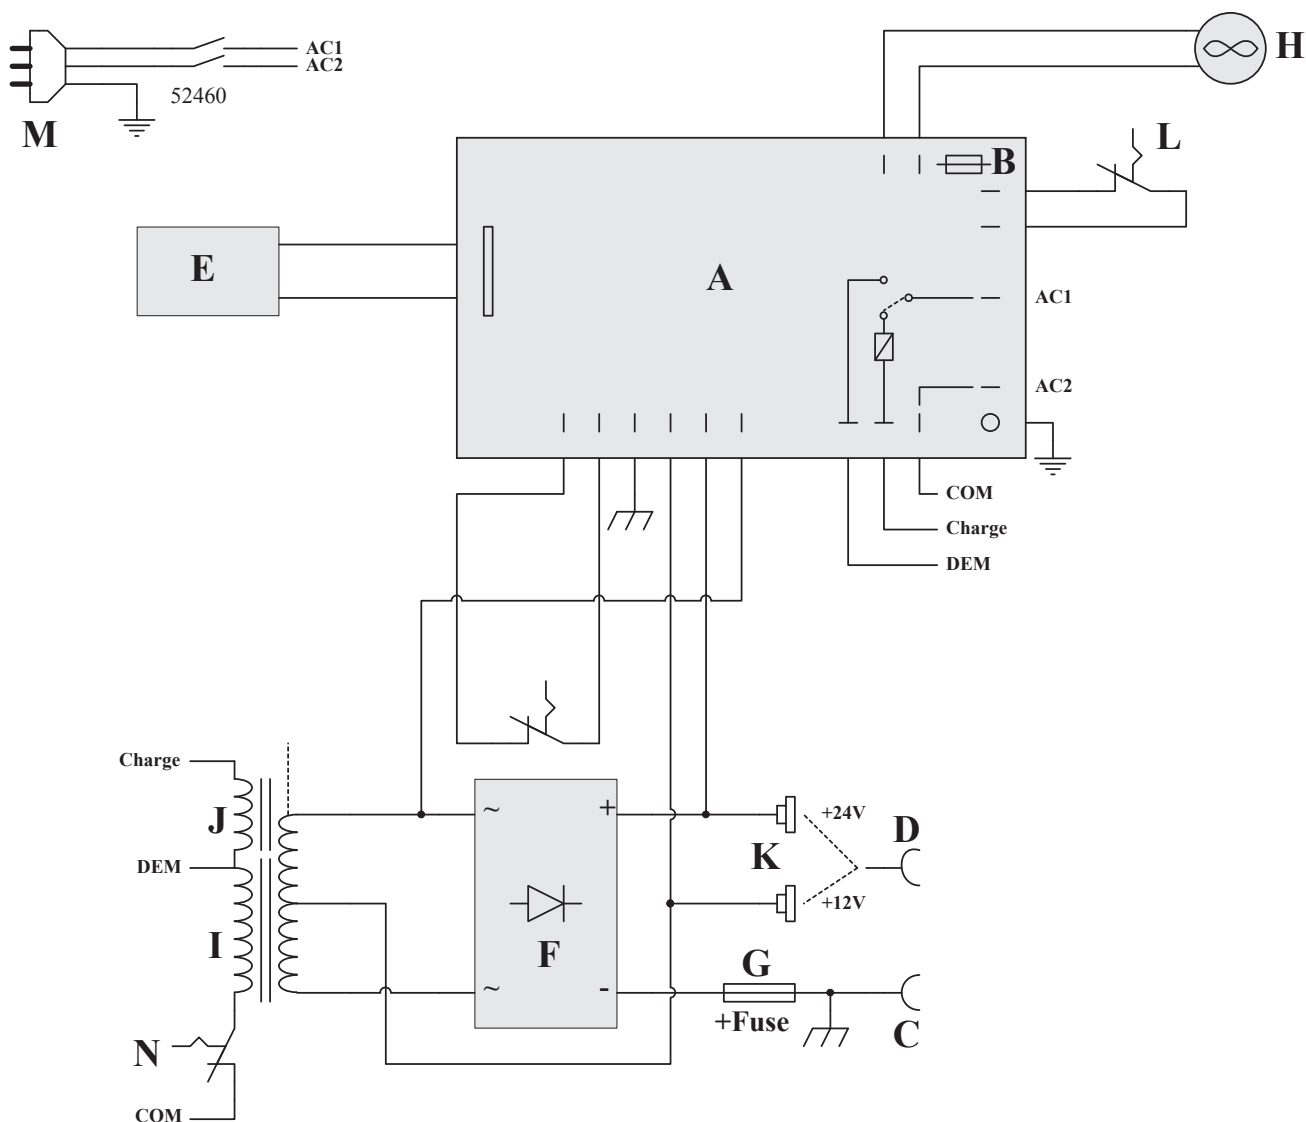 AC1
AC2
52460
M
H
L
B
E
A
AC1
AC2
COM
Charge
DEM
Charge
J
DEM
I
N
COM
~
+
~
-
F
K
+24V
+12V
D
G
+Fuse
C